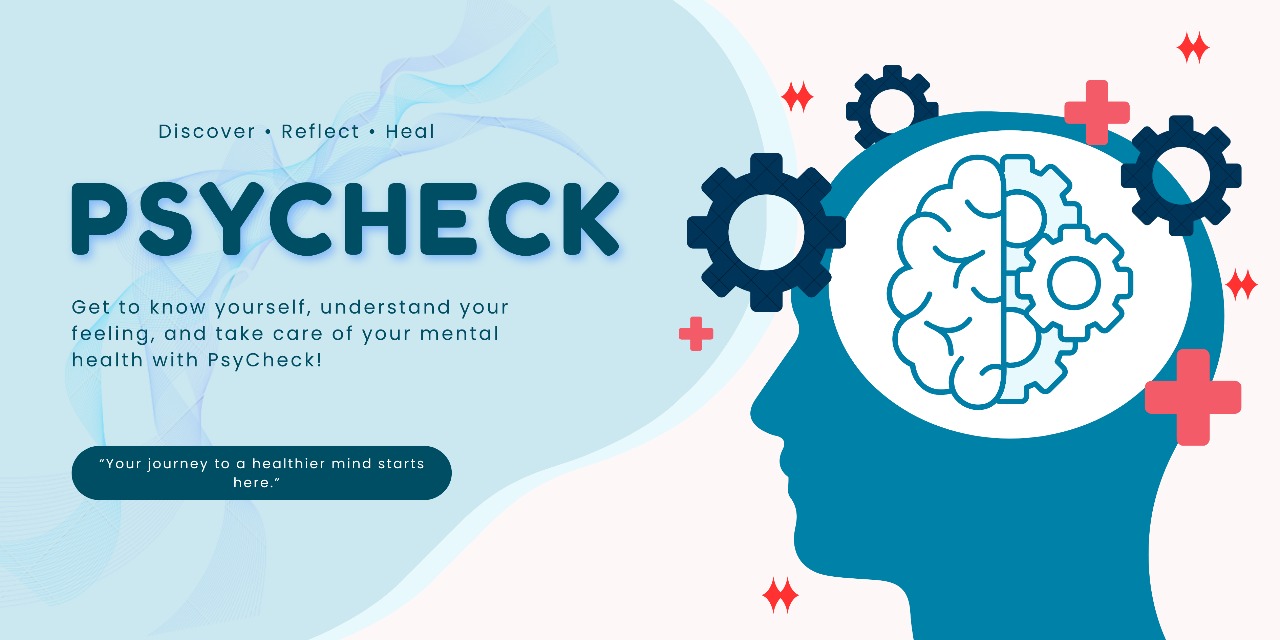 Discover • Reflect • Heal
PSYCHECK
Get to know yourself, understand your
feeling, and take care of your mental
health with PsyCheck!
“Your journey to a healthier mind starts
here.”